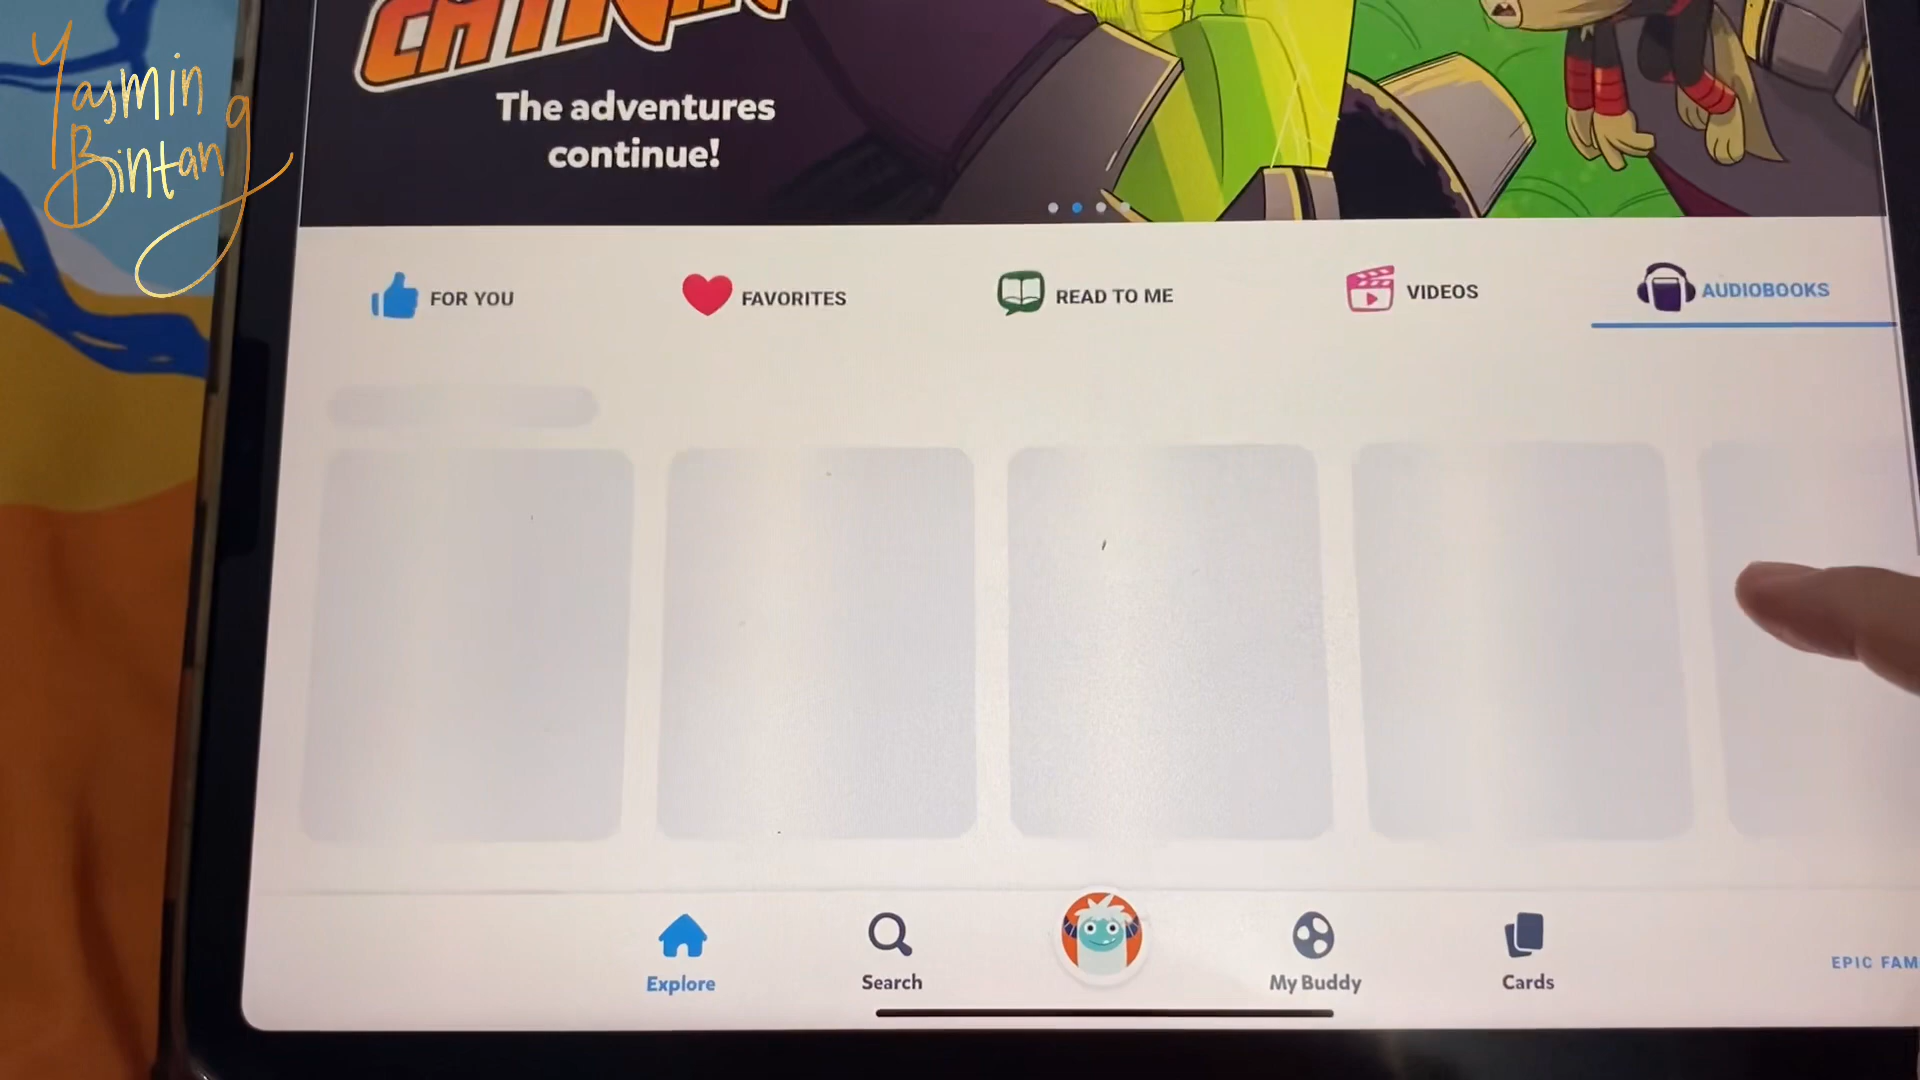 Yasmin
Bintang
The adventures
continue!
FOR YOU
FAVORITES
READ TO ME
VIDEOS
AUDIOBOOKS
Explore
Search
My Buddy
Cards
EPIC FAM